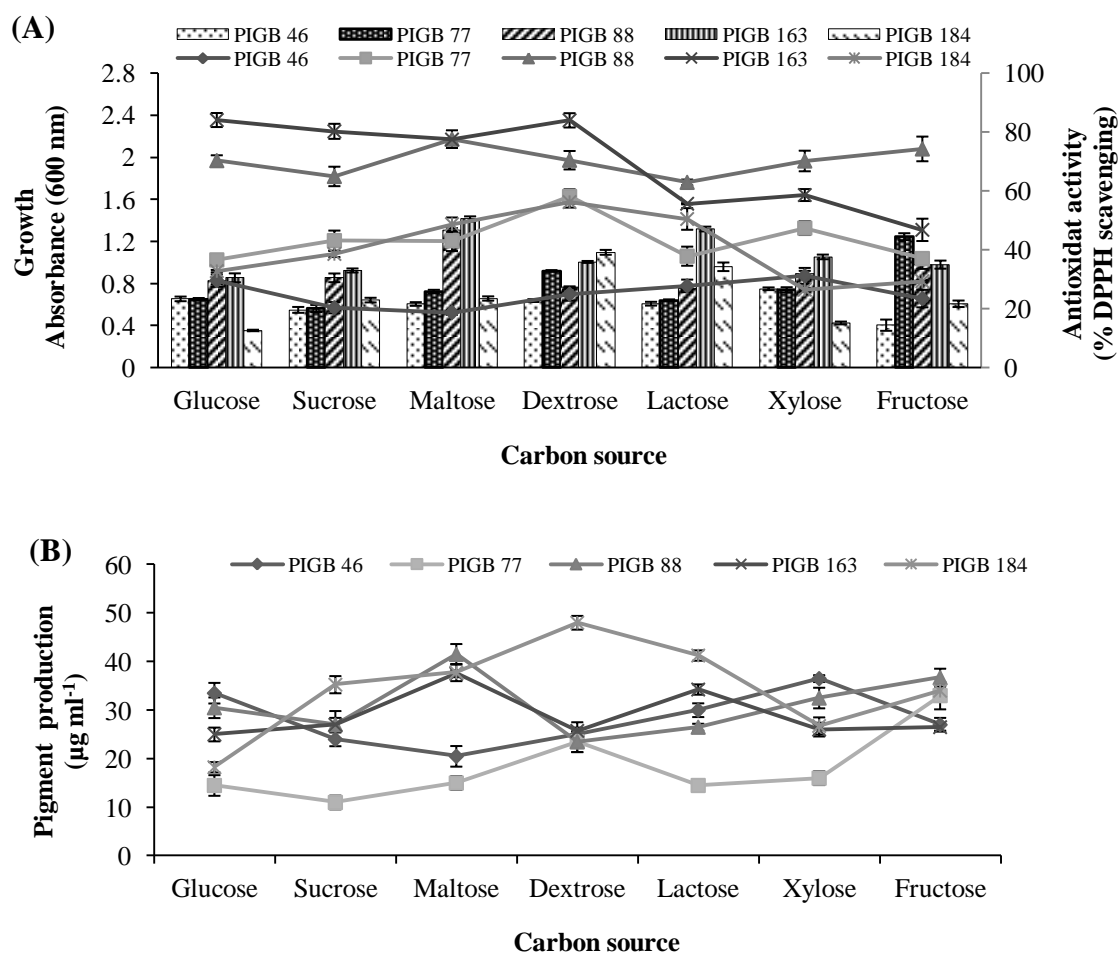 (A)
PIGB 46 PIGB 77 PIGB 88 PIGB 163 PIGB 184
PIGB 46 PIGB 77 PIGB 88 PIGB 163 PIGB 184
Growth
Absorbance (600 nm)
2.8
2.4
2
1.6
1.2
0.8
0.4
0
100
80
60
40
20
0
Antioxidat activity
(% DPPH scavenging)
Glucose Sucrose Maltose Dextrose Lactose Xylose Fructose
Carbon source
(B)
PIGB 46 PIGB 77 PIGB 88 PIGB 163 PIGB 184
Pigment production
(µg ml-1)
60
50
40
30
20
10
0
Glucose Sucrose Maltose Dextrose Lactose Xylose Fructose
Carbon source